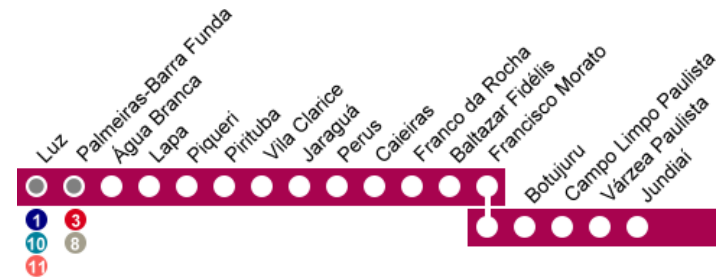 Luz
Palmeiras-Barra Funda
Água Branca
Lapa
Piqueri
Pirituba
Vila Clarice
Jaraguá
Perus
Caieiras
Franco da Rocha
Baltazar Fidélis
Francisco Morato
Botujuru
Campo Limpo Paulista
Várzea Paulista
Jundiaí
1
3
10
8
11